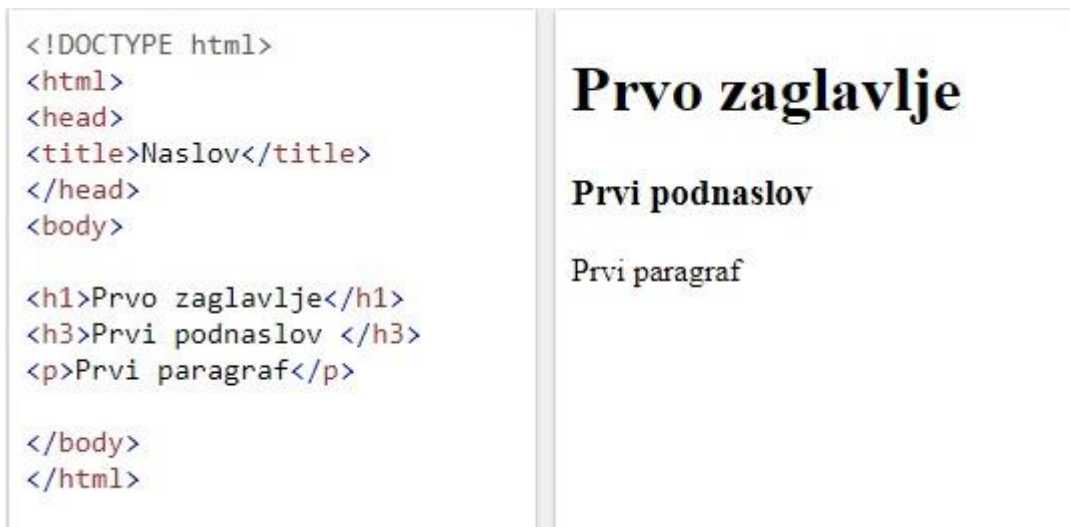 <!DOCTYPE html>
<html>
<head>
<title>Naslov</title>
</head>
<body>
<h1>Prvo zaglavlje</h1>
<h3>Prvi podnaslov </h3>
<p>Prvi paragraf</p>
</body>
</html>
Prvo zaglavlje
Prvi podnaslov
Prvi paragraf